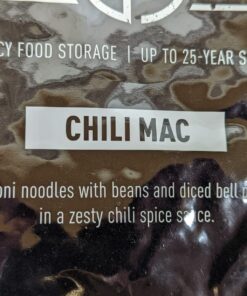 CY FOOD STORAGE | UP TO 25-YEAR S
CHILI MAC
oni noodles with beans and diced bell
in a zesty chili spice sauce.